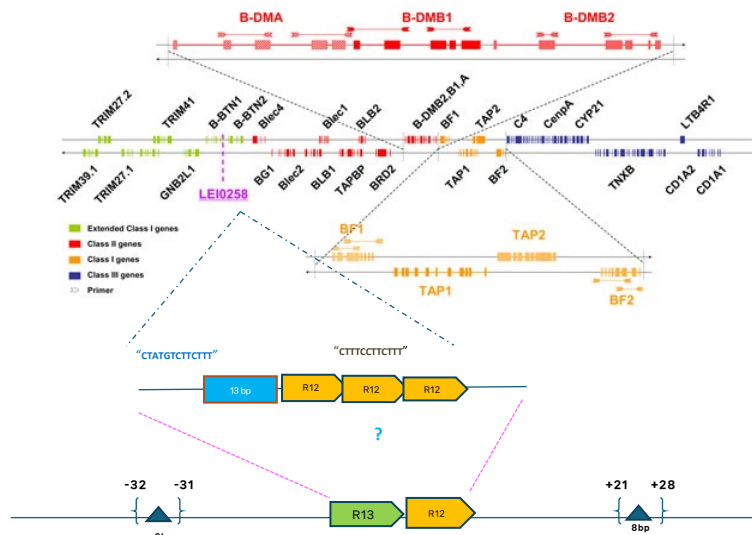 B-DMA B-DMB1 B-DMB2
TRIM27.2 TRIM41 B-BTN1 B-BTN2 Blec4 Blec1 BLB2 B-DMB2,B1,A BF1 TAP2 C4 CenpA CYP21 LTB4R1
TRIM39.1 TRIM27.1 GNB2L1 BG1 Blec2 BLB1 TAPBP BRD2 TAP1 BF2 TNXB CD1A2 CD1A1
LEI0258
Extended Class I genes
Class II genes
Class I genes
Class III genes
Primer
BF1 TAP2
TAP1 BF2
“CTATGTCTTCTTT” “CTTTCCTTCTTT”
13 bp R12 R12 R12
?
-32 -31 +21 +28
R13 R12
8bp